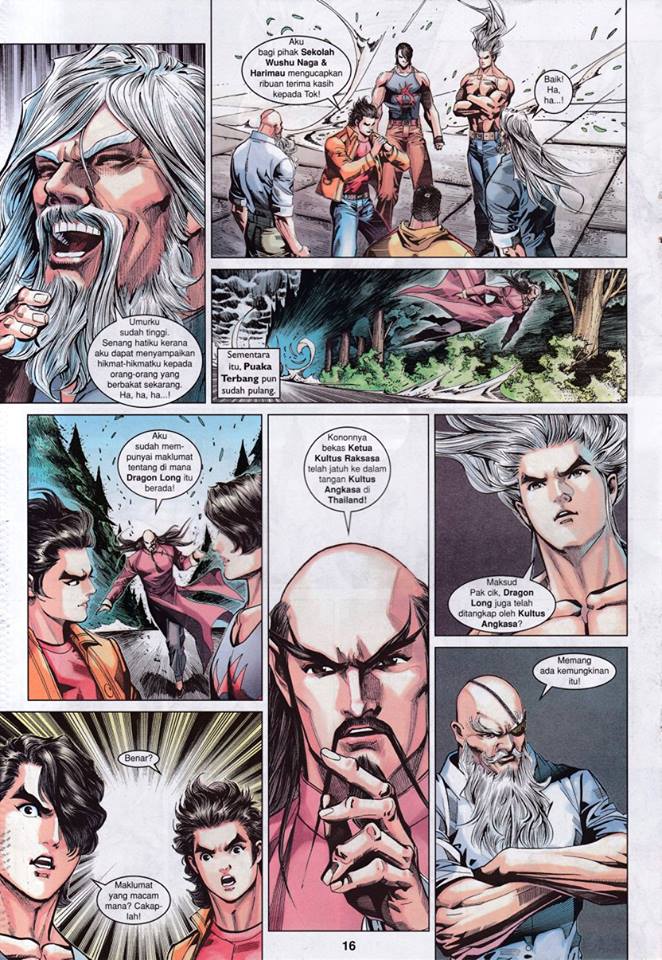 Umurku
sudah tinggi.
Senang hatiku kerana
aku dapat menyampaikan
hikmat-hikmatku kepada
orang-orang yang
berbakat sekarang.
Ha, ha, ha...!
Aku
bagi pihak Sekolah
Wushu Naga &
Harimau mengucapkan
ribuan terima kasih
kepada Tok!
Baik!
Ha,
ha...!
Sementara
itu, Puaka
Terbang pun
sudah pulang.
Aku
sudah mem-
punyai maklumat
tentang di mana
Dragon Long itu
berada!
Benar?
Maklumat
yang macam
mana? Cakap-
lah!
Kononnya
bekas Ketua
Kultus Raksasa
telah jatuh ke dalam
tangan Kultus
Angkasa di
Thailand!
Maksud
Pak cik, Dragon
Long juga telah
ditangkap oleh Kultus
Angkasa?
Memang
ada kemungkinan
itu!
16